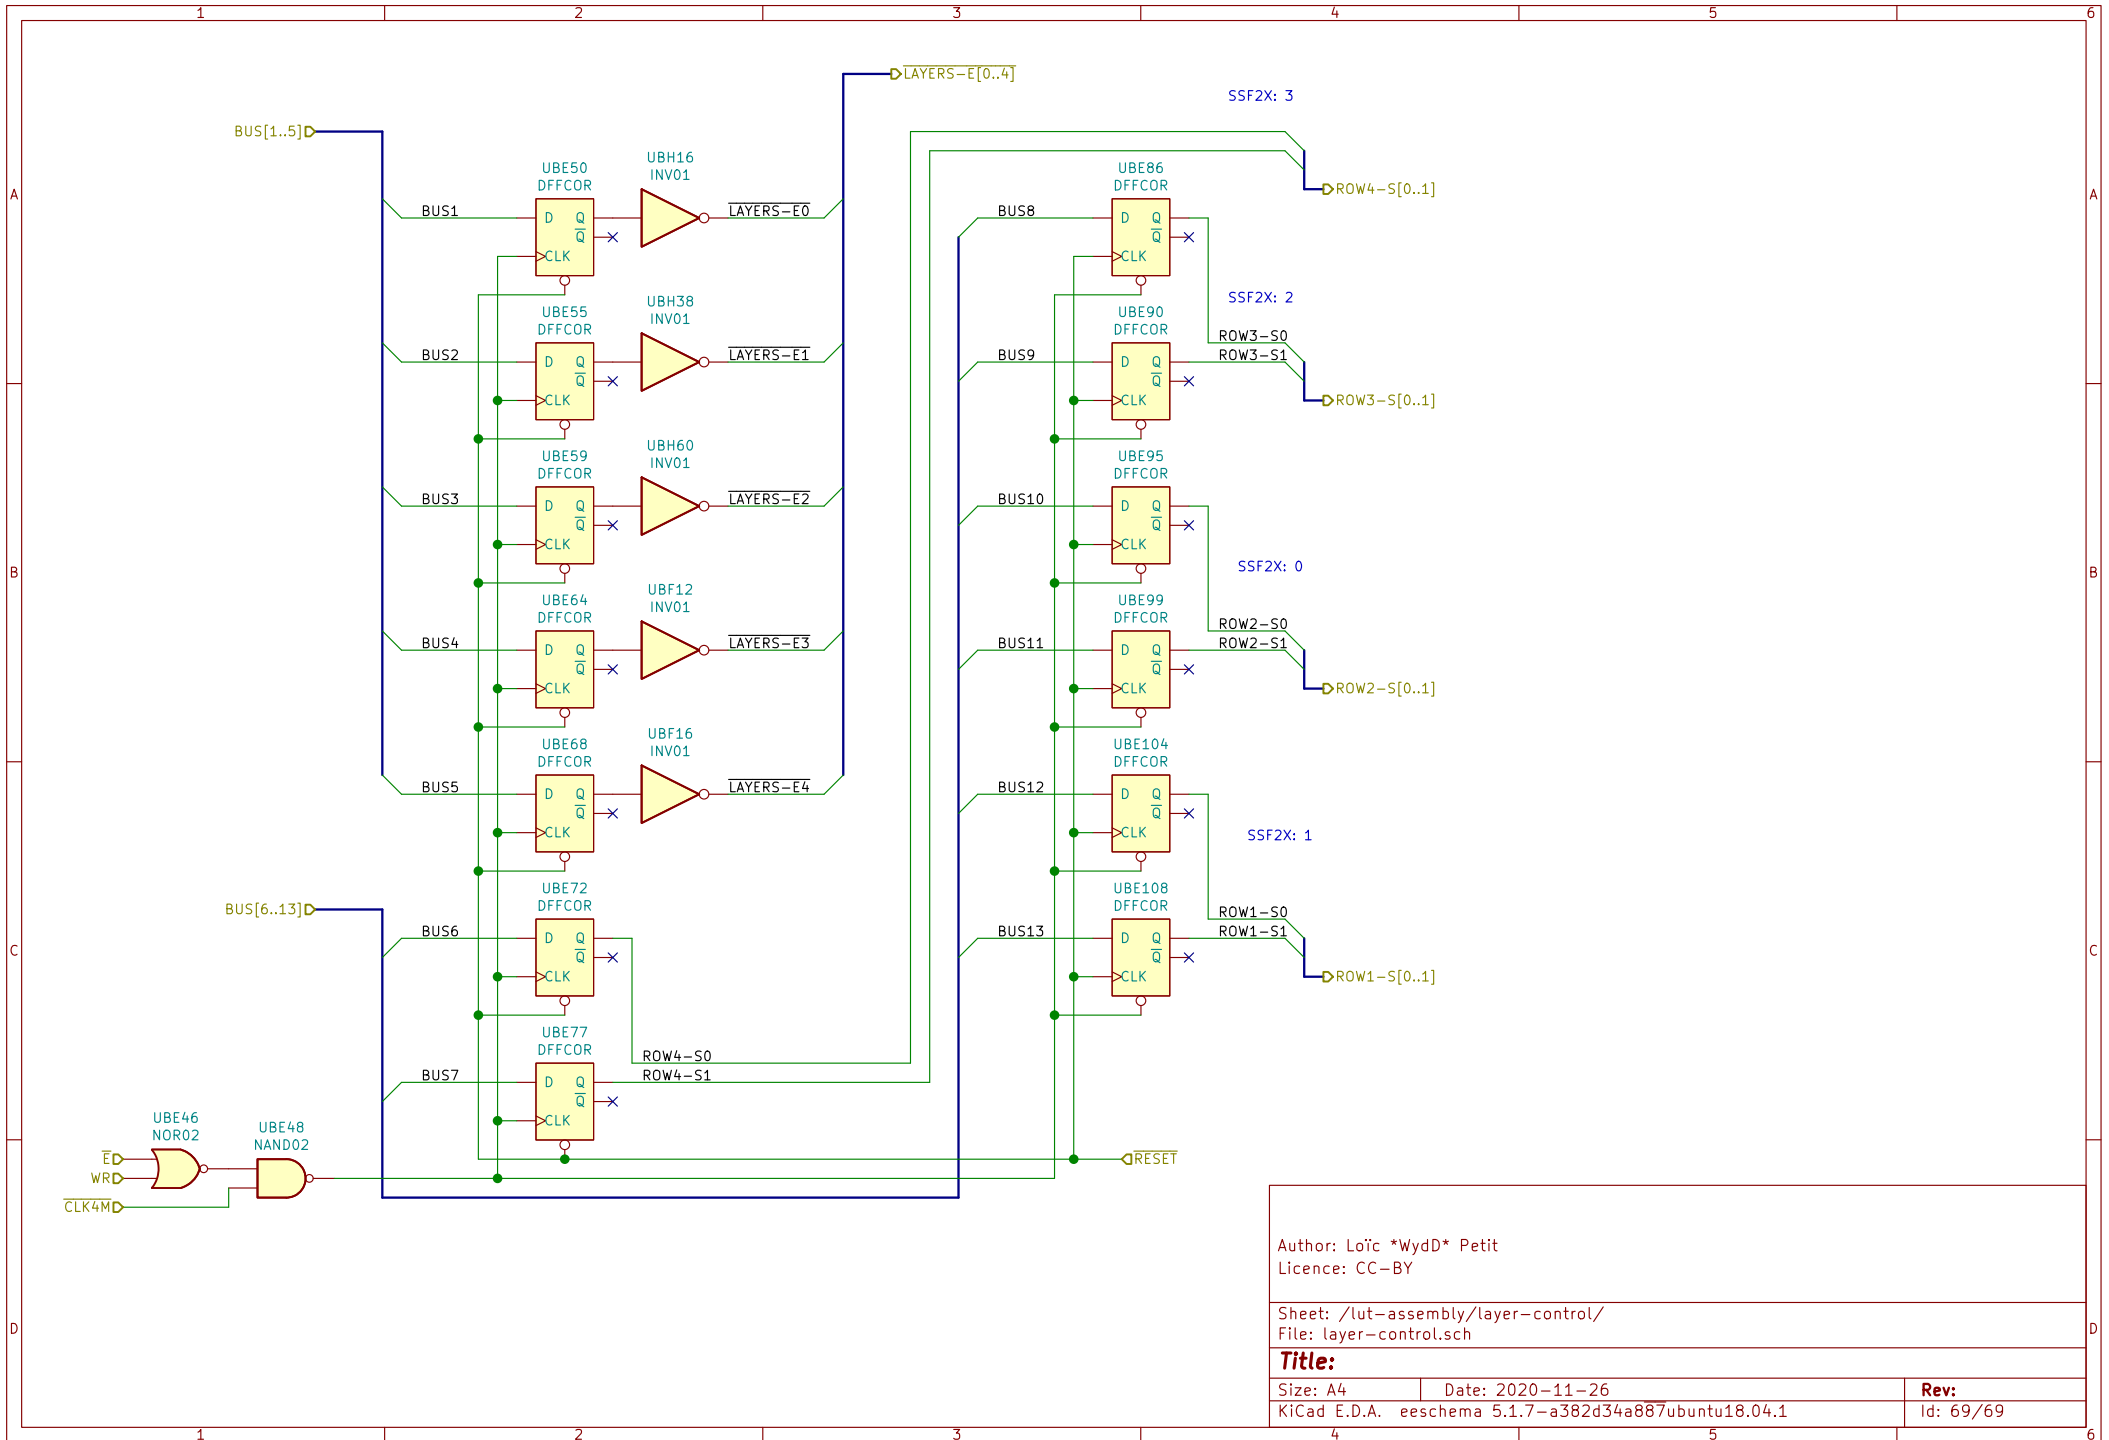 1 2 3 4 5 6
LAYERS-E[0..4]
SSF2X: 3
BUS[1..5]
A
UBE50
DFFCOR
UBH16
INV01
UBE86
DFFCOR
ROW4-S[0..1]
A
BUS1
D Q
LAYERS-E0
BUS8
D Q
Q
Q
CLK
CLK
SSF2X: 2
UBE55
DFFCOR
UBH38
INV01
UBE90
DFFCOR
ROW3-S0
BUS2
D Q
LAYERS-E1
BUS9
D Q
ROW3-S1
Q
Q
CLK
CLK
ROW3-S[0..1]
UBE59
DFFCOR
UBH60
INV01
UBE95
DFFCOR
BUS3
D Q
LAYERS-E2
BUS10
D Q
Q
Q
CLK
CLK
B
SSF2X: 0
B
UBE64
DFFCOR
UBF12
INV01
UBE99
DFFCOR
ROW2-S0
BUS4
D Q
LAYERS-E3
BUS11
D Q
ROW2-S1
Q
Q
CLK
CLK
ROW2-S[0..1]
UBE68
DFFCOR
UBF16
INV01
UBE104
DFFCOR
BUS5
D Q
LAYERS-E4
BUS12
D Q
Q
Q
CLK
CLK
SSF2X: 1
UBE72
DFFCOR
UBE108
DFFCOR
BUS[6..13]
ROW1-S0
BUS6
D Q
BUS13
D Q
ROW1-S1
C
Q
Q
C
CLK
CLK
ROW1-S[0..1]
UBE77
DFFCOR
ROW4-S0
BUS7
D Q
ROW4-S1
Q
CLK
UBE46
NOR02
UBE48
NAND02
E
RESET
WR
CLK4M
Author: Loïc *WydD* Petit
Licence: CC-BY
Sheet: /lut-assembly/layer-control/
File: layer-control.sch
D
D
Title:
Size: A4
Date: 2020-11-26
Rev:
KiCad E.D.A. eeschema 5.1.7-a382d34a887ubuntu18.04.1
Id: 69/69
1 2 3 4 5 6